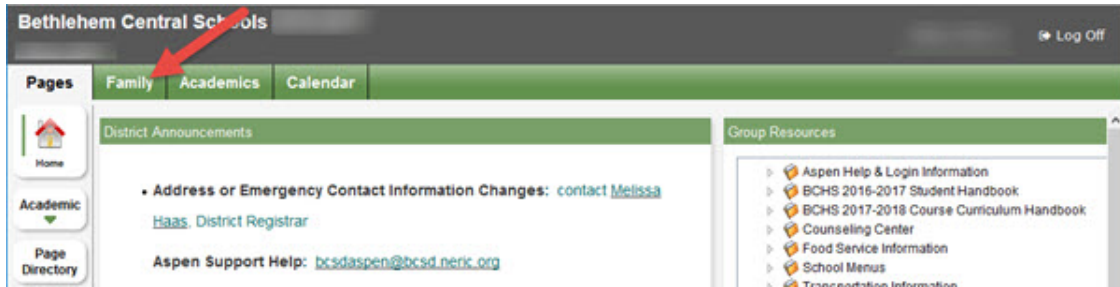 Bethlehem Central Schools
Log Off
Pages
Family
Academics
Calendar
Home
Academic
Page
Directory
District Announcements
• Address or Emergency Contact Information Changes: contact Melissa
Haas, District Registrar
Aspen Support Help: bcsdaspen@bcsd.neric.org
Group Resources
Aspen Help & Login Information
BCHS 2016-2017 Student Handbook
BCHS 2017-2018 Course Curriculum Handbook
Counseling Center
Food Service Information
School Menus
Transportation Information